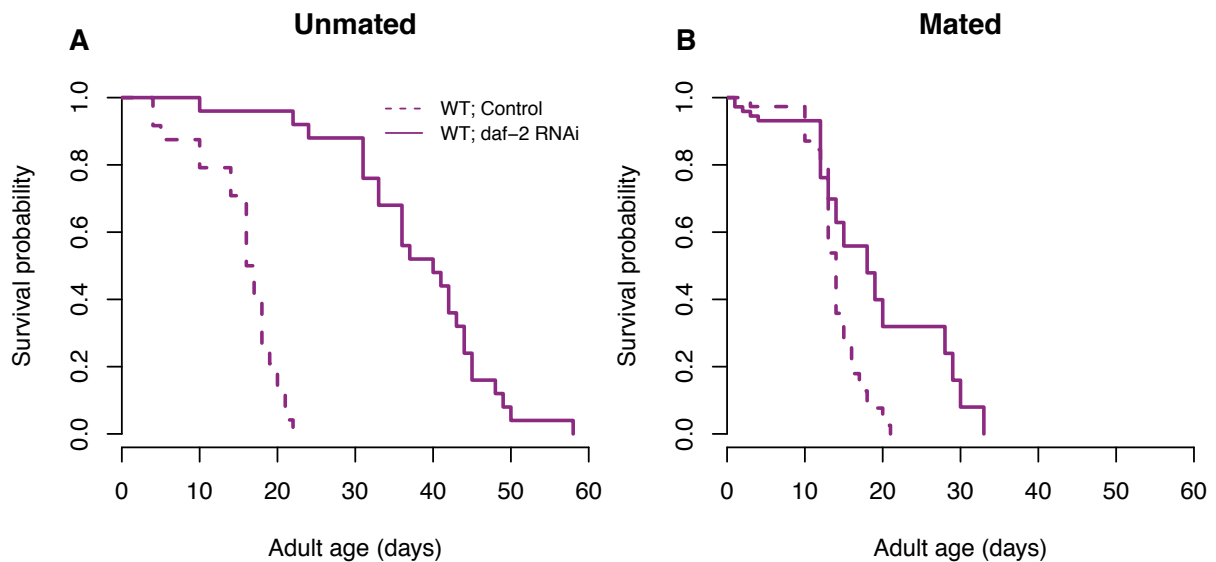 Unmated
A
Survival probability
0.0 0.2 0.4 0.6 0.8 1.0
WT; Control
WT; daf−2 RNAi
0 10 20 30 40 50 60
Adult age (days)
Mated
B
Survival probability
0.0 0.2 0.4 0.6 0.8 1.0
0 10 20 30 40 50 60
Adult age (days)